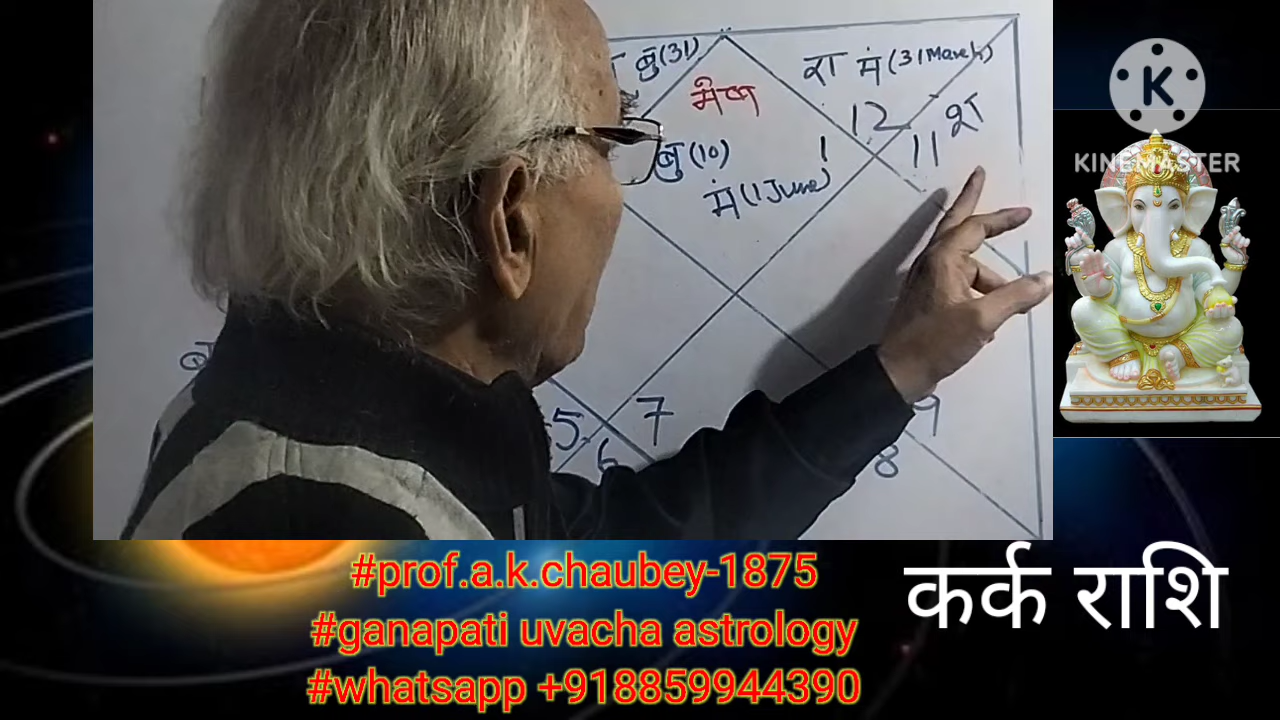 बु (31)
रा मं (31 March)
मेष
12
श
11
बु (10)
1
मं (1 June)
K
KINEMASTER
5
7
6
9
8
#prof.a.k.chaubey-1875
#ganapati uvacha astrology
#whatsapp +918859944390
कर्क राशि